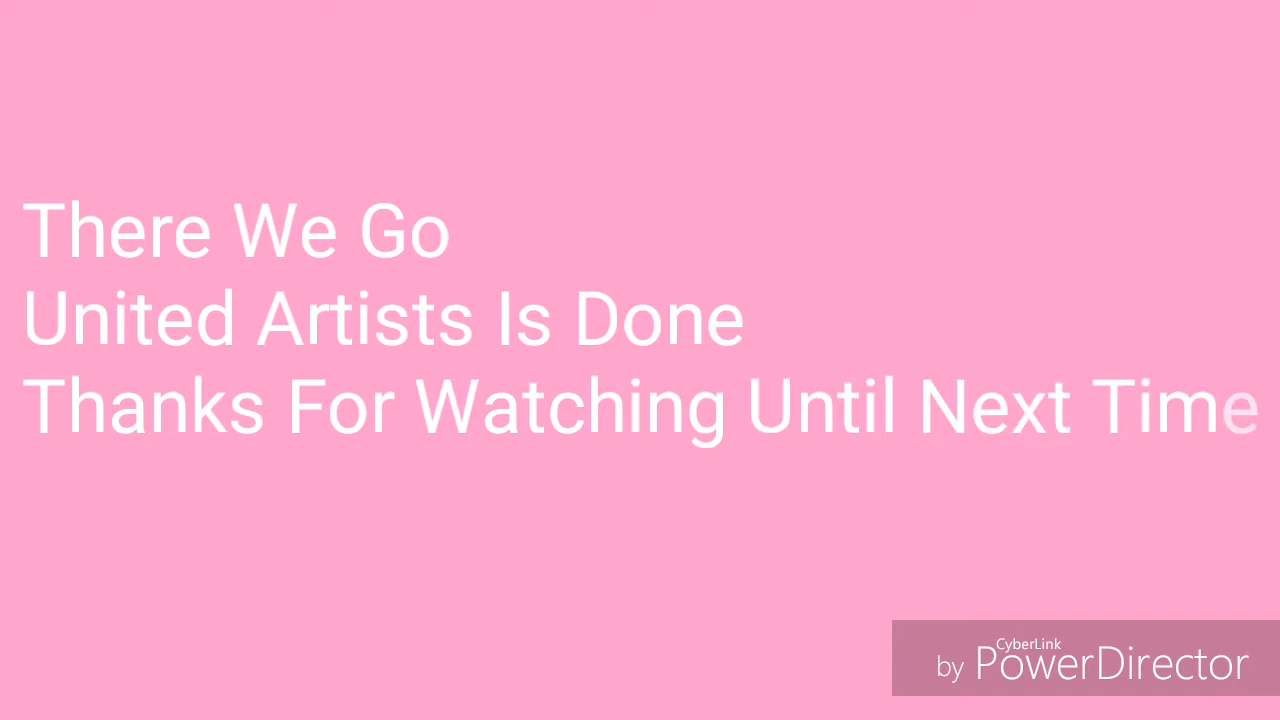 There We Go
United Artists Is Done
Thanks For Watching Until Next Time
by CyberLink PowerDirector